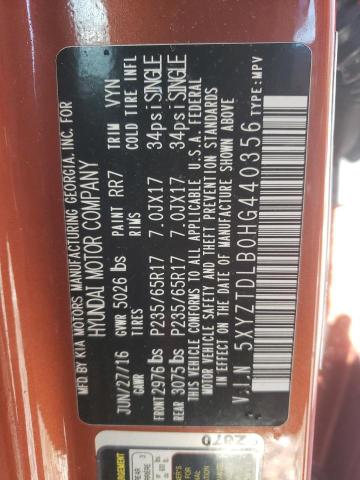 MFD. BY KIA MOTORS MANUFACTURING GEORGIA, INC. FOR
HYUNDAI MOTOR COMPANY
JUN/27/16 GVWR 5026 lbs PAINT RR7 TRIM VYN
GAWR TIRES RIMS COLD TIRE INFL
FRONT 2976 lbs P235/65R17 7.0JX17 34psi SINGLE
REAR 3075 lbs P235/65R17 7.0JX17 34psi SINGLE
THIS VEHICLE CONFORMS TO ALL APPLICABLE U.S.A. FEDERAL
MOTOR VEHICLE SAFETY, BUMPER AND THEFT PREVENTION STANDARDS
IN EFFECT ON THE DATE OF MANUFACTURE SHOWN ABOVE.
V.I.N 5XYZTDLB0HG440356 TYPE:MPV
REAR